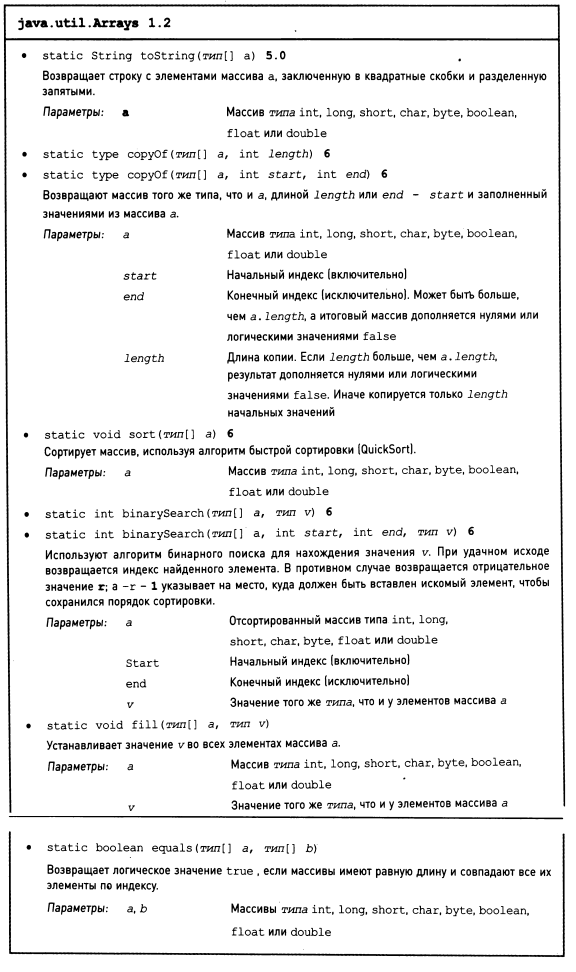 java.util.Arrays 1.2
• static String toString(тип[] a) 5.0
Возвращает строку с элементами массива a, заключенную в квадратные скобки и разделенную
запятыми.
Параметры: a Массив типа int, long, short, char, byte, boolean,
float или double
• static type copyOf(тип[] a, int length) 6
• static type copyOf(тип[] a, int start, int end) 6
Возвращают массив того же типа, что и a, длиной length или end - start и заполненный
значениями из массива a.
Параметры: a Массив типа int, long, short, char, byte, boolean,
float или double
start Начальный индекс (включительно)
end Конечный индекс (исключительно). Может быть больше,
чем a.length, а итоговый массив дополняется нулями или
логическими значениями false
length Длина копии. Если length больше, чем a.length,
результат дополняется нулями или логическими
значениями false. Иначе копируется только length
начальных значений
• static void sort(тип[] a) 6
Сортирует массив, используя алгоритм быстрой сортировки (QuickSort).
Параметры: a Массив типа int, long, short, char, byte, boolean,
float или double
• static int binarySearch(тип[] a, тип v) 6
• static int binarySearch(тип[] a, int start, int end, тип v) 6
Используют алгоритм бинарного поиска для нахождения значения v. При удачном исходе
возвращается индекс найденного элемента. В противном случае возвращается отрицательное
значение r; а -r - 1 указывает на место, куда должен быть вставлен искомый элемент, чтобы
сохранился порядок сортировки.
Параметры: a Отсортированный массив типа int, long,
short, char, byte, float или double
Start Начальный индекс (включительно)
end Конечный индекс (исключительно)
v Значение того же типа, что и у элементов массива a
• static void fill(тип[] a, тип v)
Устанавливает значение v во всех элементах массива a.
Параметры: a Массив типа int, long, short, char, byte, boolean,
float или double
v Значение того же типа, что и у элементов массива a
• static boolean equals(тип[] a, тип[] b)
Возвращает логическое значение true , если массивы имеют равную длину и совпадают все их
элементы по индексу.
Параметры: a, b Массивы типа int, long, short, char, byte, boolean,
float или double